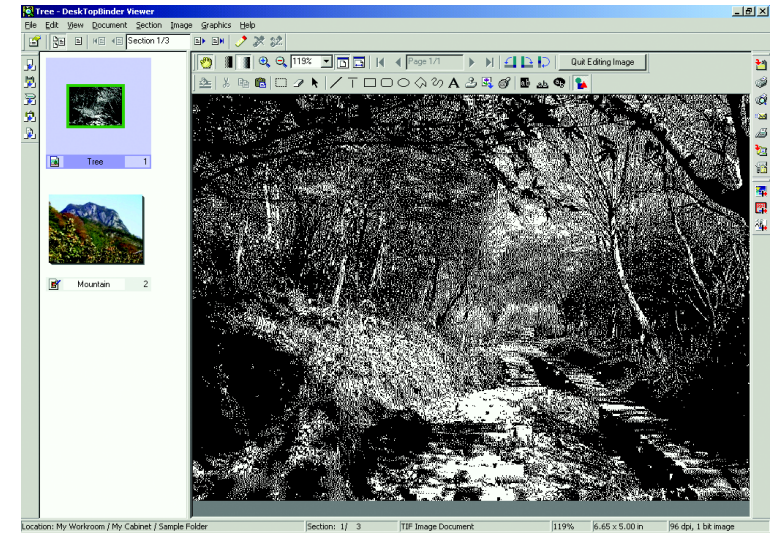 Tree - DeskTopBinder Viewer
File Edit View Document Section Image Graphics Help
Section 1/3
119% Page 1/1 Quit Editing Image
A
Tree 1
Mountain 2
Location: My Workroom / My Cabinet / Sample Folder Section: 1/ 3 TIF Image Document 119% 6.65 x 5.00 in 96 dpi, 1 bit image